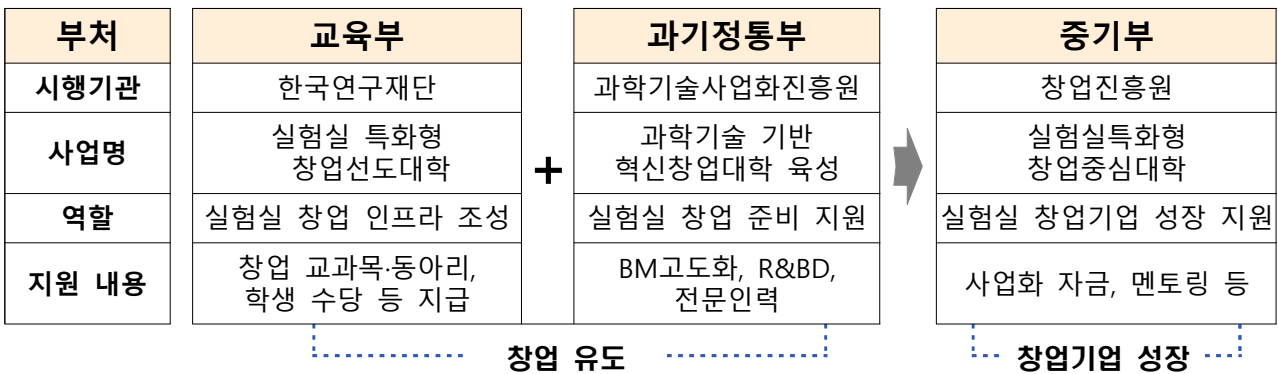 부처 교육부 과기정통부 중기부
시행기관 한국연구재단 과학기술사업화진흥원 창업진흥원
사업명 실험실 특화형 창업선도대학 + 과학기술 기반 혁신창업대학 육성 실험실특화형 창업중심대학
역할 실험실 창업 인프라 조성 실험실 창업 준비 지원 실험실 창업기업 성장 지원
지원 내용 창업 교과목·동아리, 학생 수당 등 지급 BM고도화, R&BD, 전문인력 사업화 자금, 멘토링 등
창업 유도 창업기업 성장